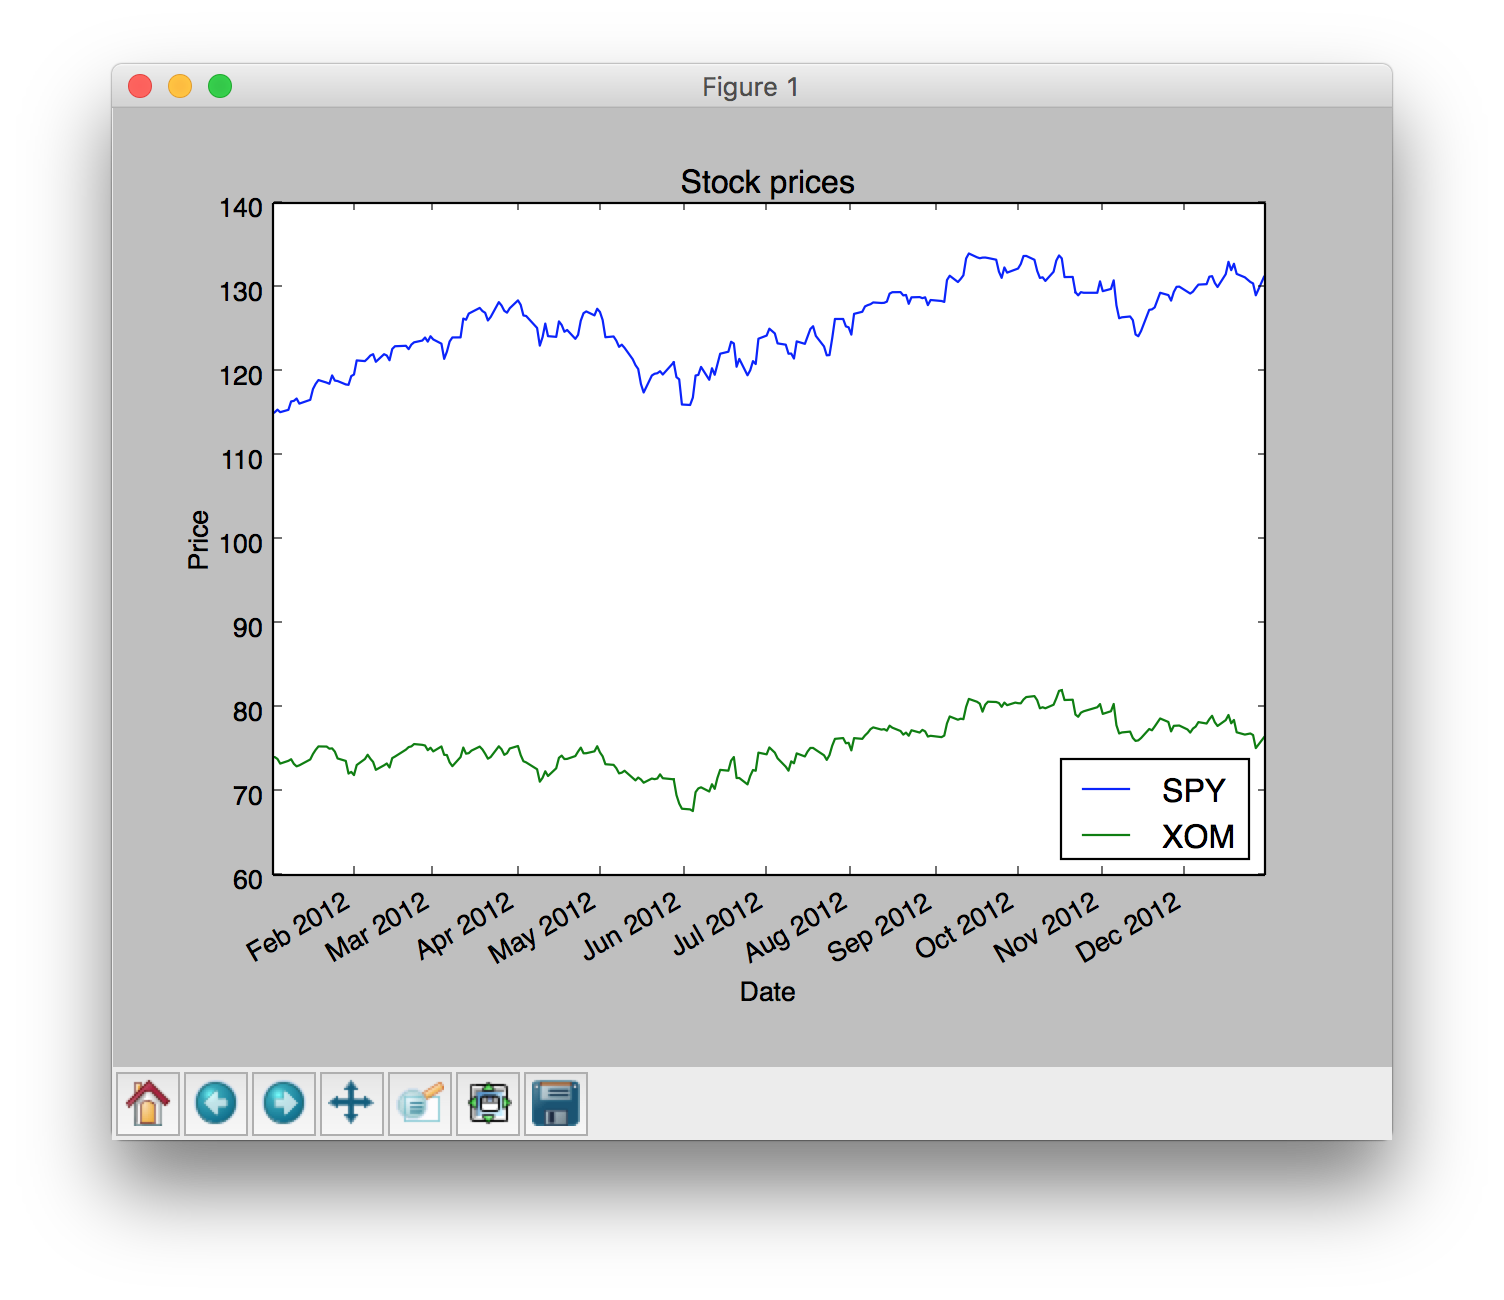 Figure 1
Stock prices
140
130
120
110
100
90
80
70
60
Price
SPY
XOM
Feb 2012
Mar 2012
Apr 2012
May 2012
Jun 2012
Jul 2012
Aug 2012
Sep 2012
Oct 2012
Nov 2012
Dec 2012
Date